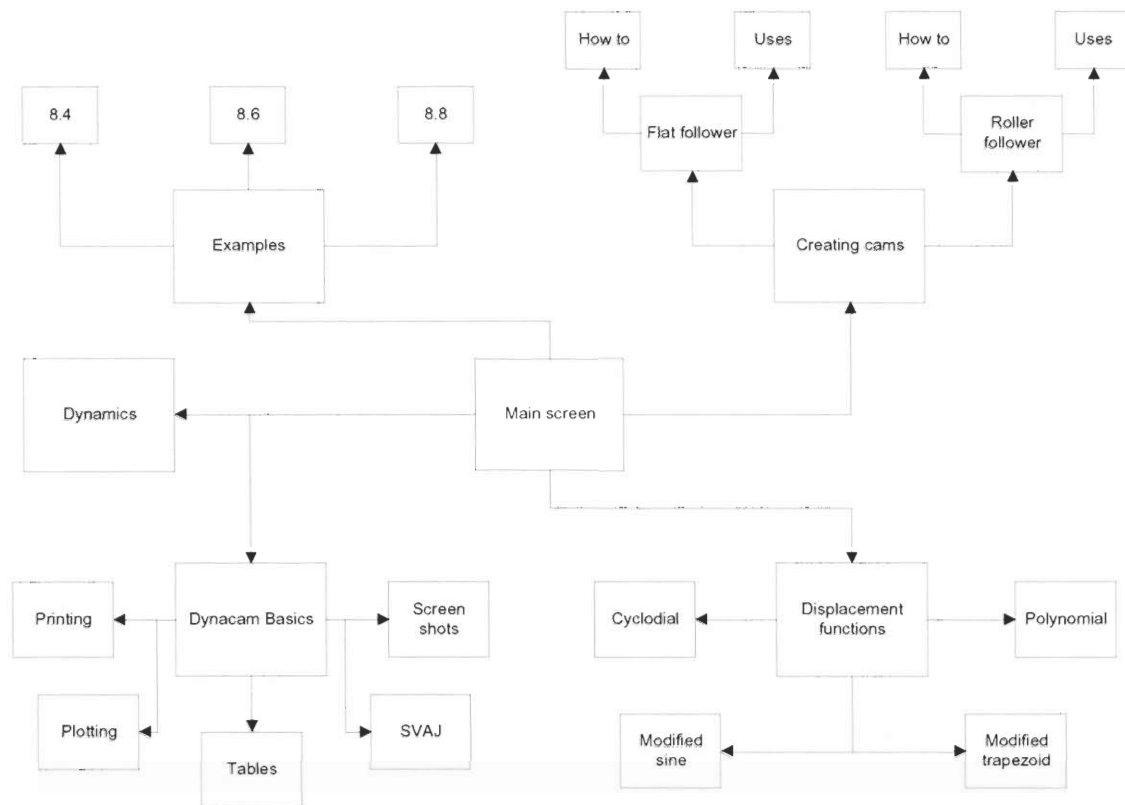 How to
Uses
How to
Uses
8.4
8.6
8.8
Flat follower
Roller
follower
Examples
Creating cams
Dynamics
Main screen
Printing
Dynacam Basics
Screen
shots
Cyclodial
Displacement
functions
Polynomial
Plotting
Tables
SVAJ
Modified
sine
Modified
trapezoid